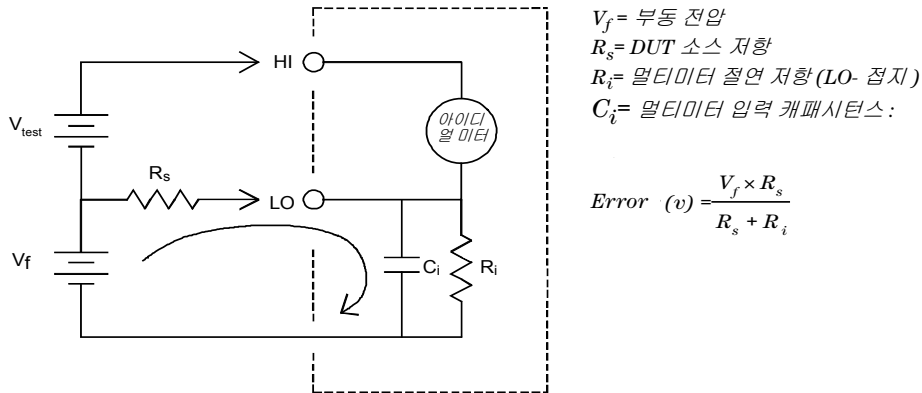 HI
아이디
얼 미터
V_test
R_s
LO
V_f
C_i
R_i
V_f = 부동 전압
R_s= DUT 소스 저항
R_i= 멀티미터 절연 저항 (LO- 접지 )
C_i= 멀티미터 입력 캐패시턴스 :
Error (v) = \frac{V_f × R_s}{R_s + R_i}